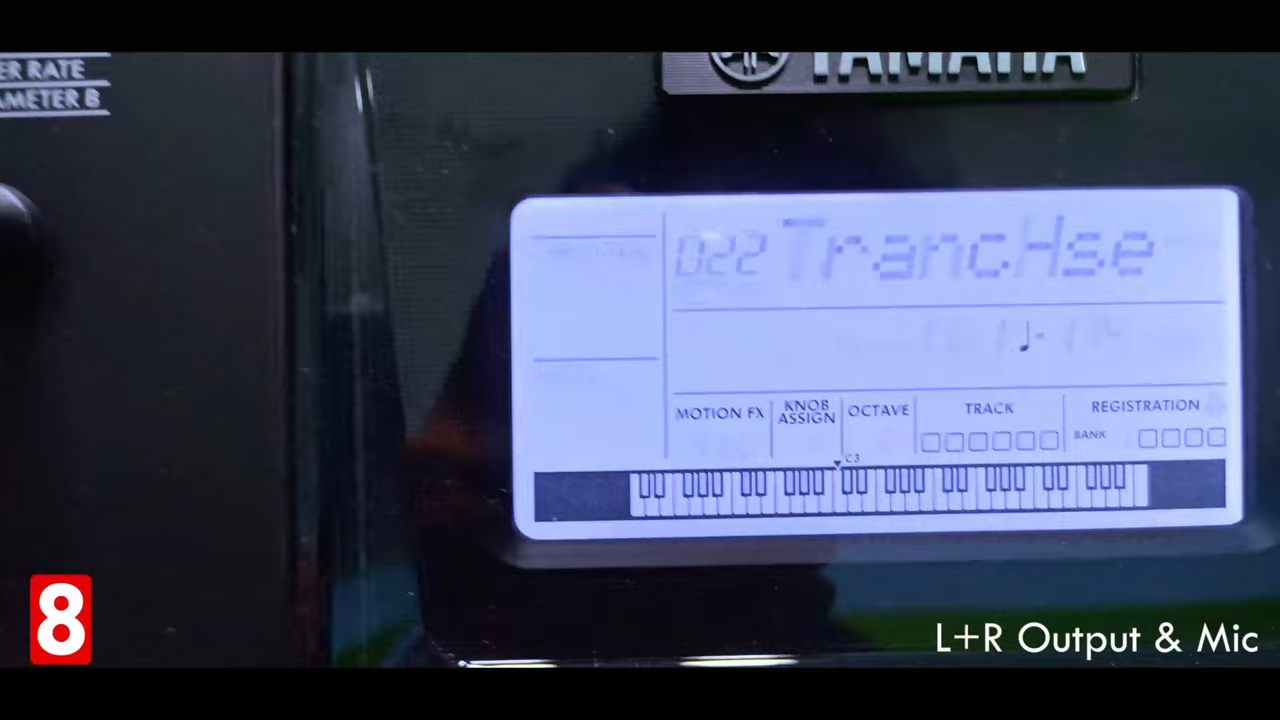 ER RATE
AMETER B
YAMAHA
022 TrancHse
MOTION FX
KNOB
ASSIGN
OCTAVE
TRACK
REGISTRATION
BANK
C3
8
L+R Output & Mic